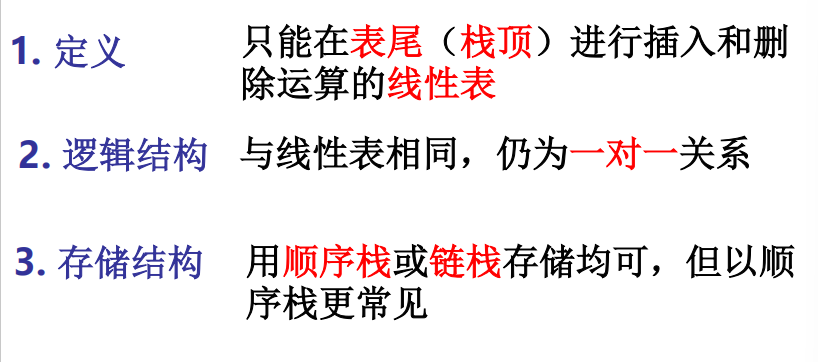 1. 定义
只能在表尾（栈顶）进行插入和删
除运算的线性表
2. 逻辑结构
与线性表相同，仍为一对一关系
3. 存储结构
用顺序栈或链栈存储均可，但以顺
序栈更常见